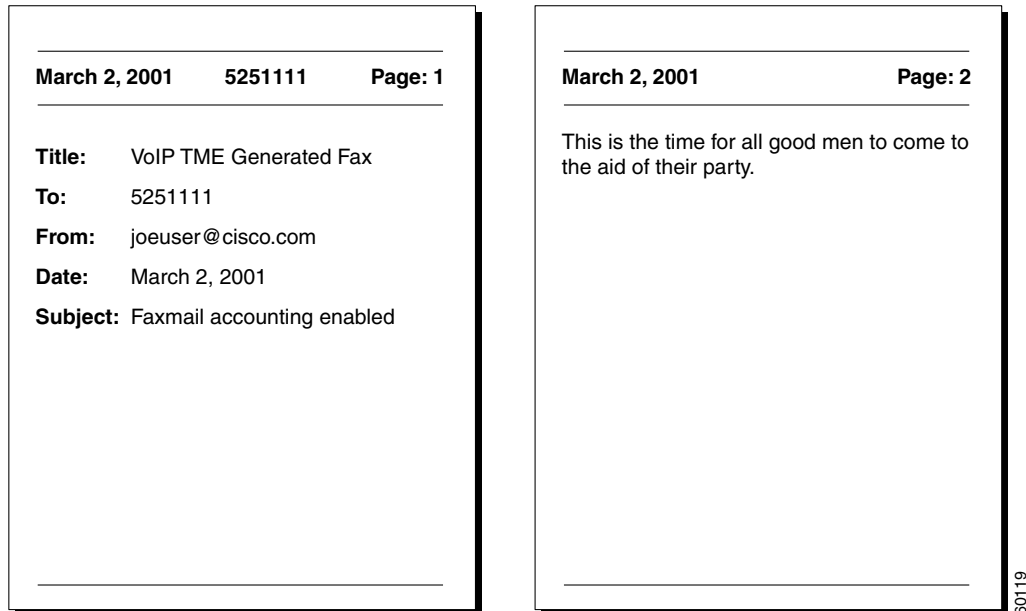 March 2, 2001 5251111 Page: 1
Title: VoIP TME Generated Fax
To: 5251111
From: joeuser@cisco.com
Date: March 2, 2001
Subject: Faxmail accounting enabled
March 2, 2001 Page: 2
This is the time for all good men to come to
the aid of their party.